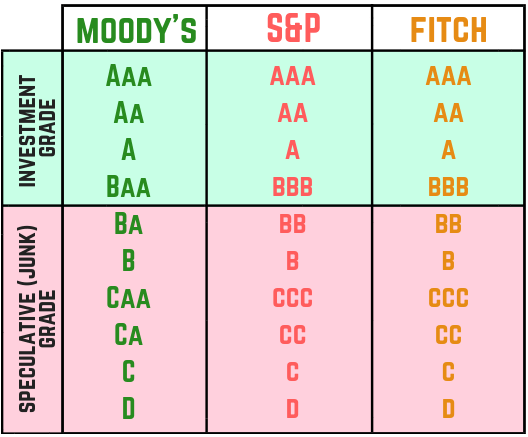 MOODY'S S&P FITCH
INVESTMENT GRADE
AAA AAA AAA
AA AA AA
A A A
BAA BBB BBB
SPECULATIVE (JUNK) GRADE
BA BB BB
B B B
CAA CCC CCC
CA CC CC
C C C
D D D